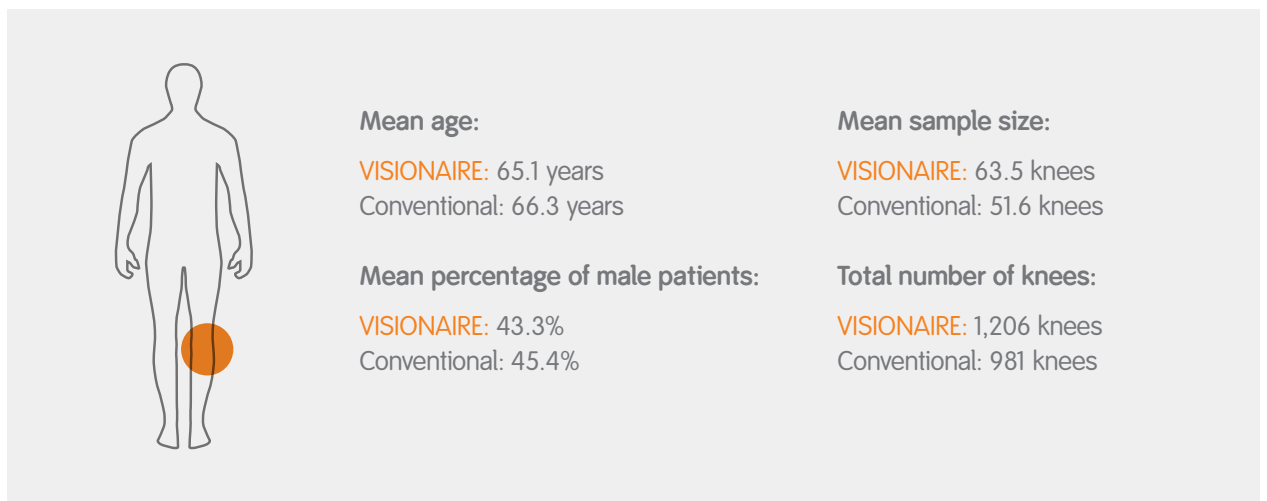 Mean age:
VISIONAIRE: 65.1 years
Conventional: 66.3 years
Mean percentage of male patients:
VISIONAIRE: 43.3%
Conventional: 45.4%
Mean sample size:
VISIONAIRE: 63.5 knees
Conventional: 51.6 knees
Total number of knees:
VISIONAIRE: 1,206 knees
Conventional: 981 knees